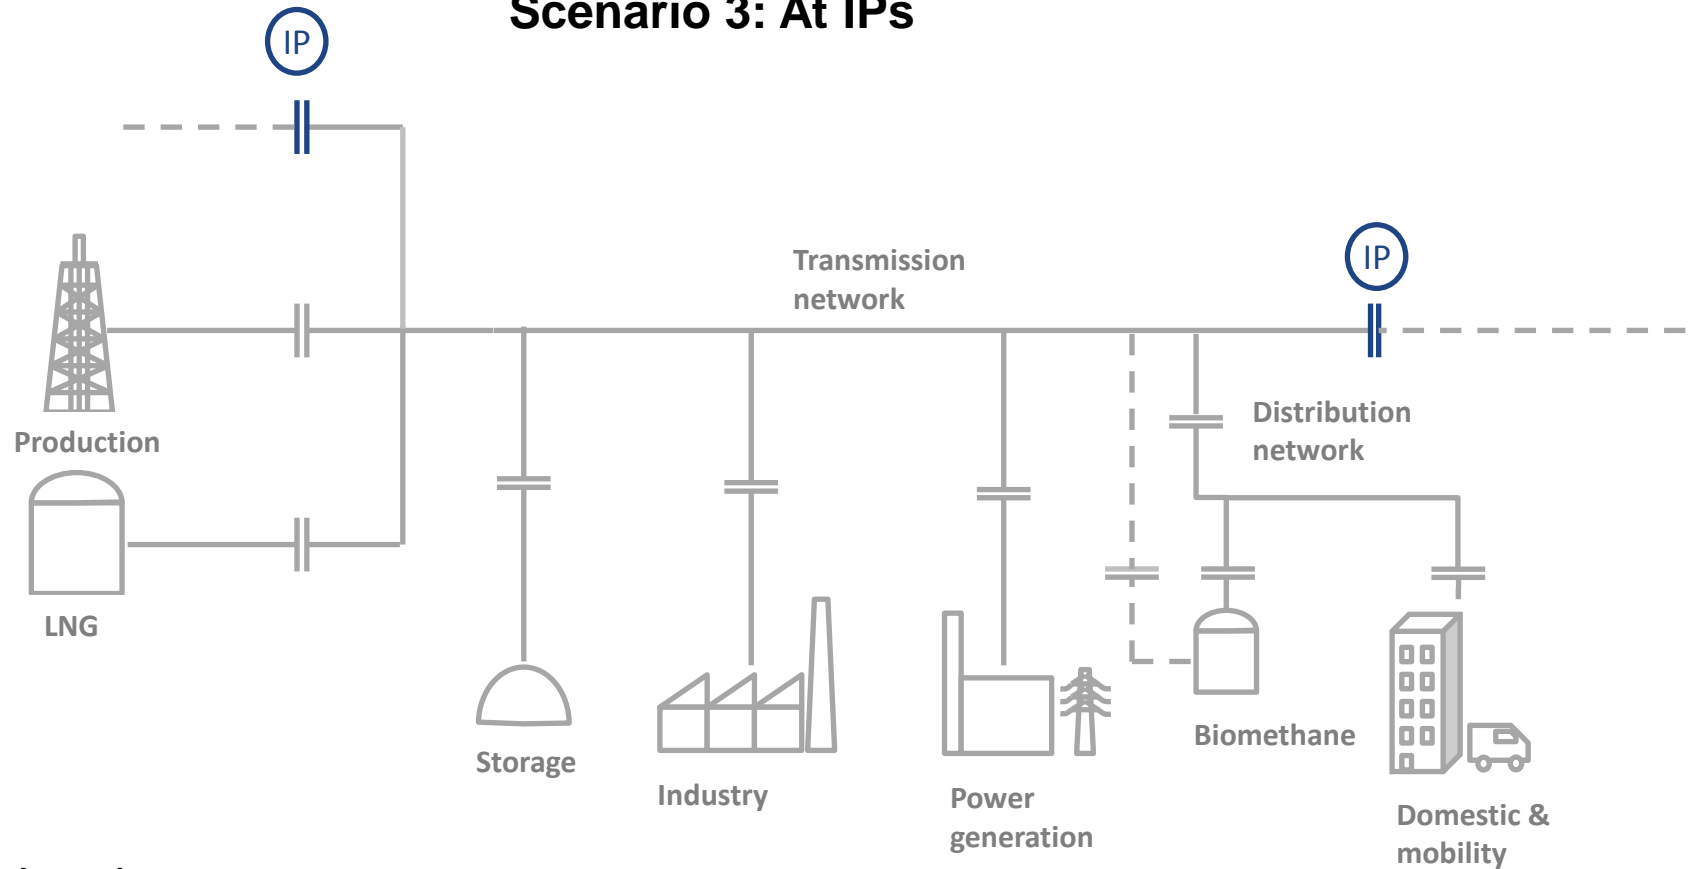 Scenario 3: At IPs
IP
IP
Transmission
network
Production
Distribution
network
LNG
Storage
Industry
Power
generation
Biomethane
Domestic &
mobility